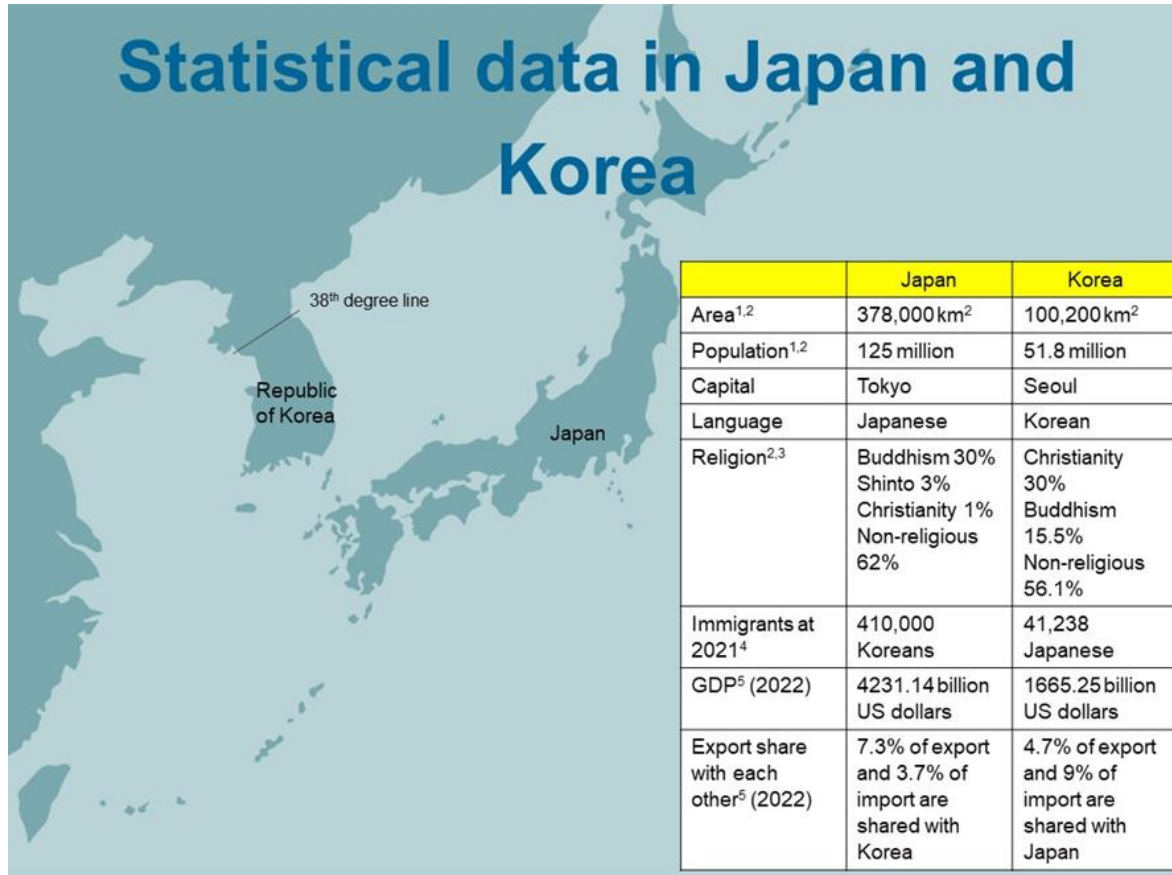 Statistical data in Japan and
Korea
38th degree line
Republic
of Korea
Japan
Japan Korea
Area1,2 378,000 km2 100,200 km2
Population1,2 125 million 51.8 million
Capital Tokyo Seoul
Language Japanese Korean
Religion2,3
Buddhism 30%
Shinto 3%
Christianity 1%
Non-religious
62%
Christianity
30%
Buddhism
15.5%
Non-religious
56.1%
Immigrants at
20214
410,000
Koreans
41,238
Japanese
GDP5 (2022)
4231.14 billion
US dollars
1665.25 billion
US dollars
Export share
with each
other5 (2022)
7.3% of export
and 3.7% of
import are
shared with
Korea
4.7% of export
and 9% of
import are
shared with
Japan